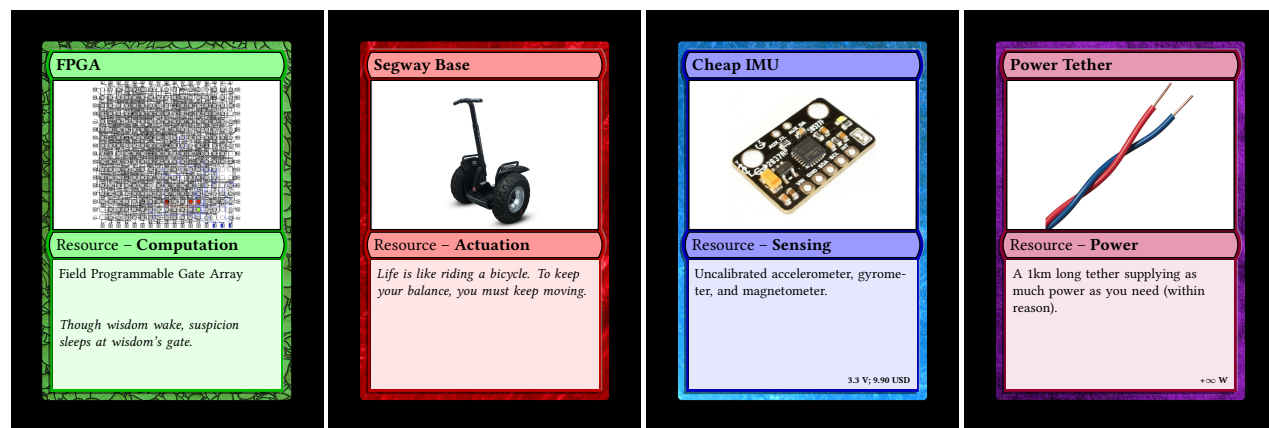 FPGA
Resource – Computation
Field Programmable Gate Array
Though wisdom wake, suspicion
sleeps at wisdom's gate.
Segway Base
Resource – Actuation
Life is like riding a bicycle. To keep
your balance, you must keep moving.
Cheap IMU
Resource – Sensing
Uncalibrated accelerometer, gyrome-
ter, and magnetometer.
3.3 V; 9.90 USD
Power Tether
Resource – Power
A 1km long tether supplying as
much power as you need (within
reason).
+∞ W